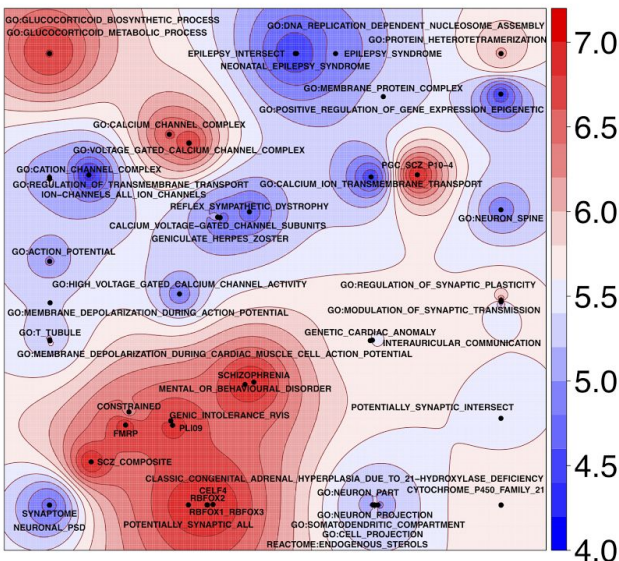 GO:GLUCOCORTICOID_BIOSYNTHETIC_PROCESS
GO:GLUCOCORTICOID_METABOLIC_PROCESS
GO:DNA_REPLICATION_DEPENDENT_NUCLEOSOME_ASSEMBLY
GO:PROTEIN_HETEROTETRAMERIZATION
EPILEPSY_INTERSECT
EPILEPSY_SYNDROME
NEONATAL_EPILEPSY_SYNDROME
GO:MEMBRANE_PROTEIN_COMPLEX
GO:POSITIVE_REGULATION_OF_GENE_EXPRESSION_EPIGENETIC
GO:CALCIUM_CHANNEL_COMPLEX
GO:VOLTAGE_GATED_CALCIUM_CHANNEL_COMPLEX
PGC_SCZ_P10-4
GO:CATION_CHANNEL_COMPLEX
GO:REGULATION_OF_TRANSMEMBRANE_TRANSPORT
GO:CALCIUM_ION_TRANSMEMBRANE_TRANSPORT
ION-CHANNELS_ALL_ION_CHANNELS
REFLEX_SYMPATHETIC_DYSTROPHY
GO:NEURON_SPINE
CALCIUM_VOLTAGE-GATED_CHANNEL_SUBUNITS
GENICULATE_HERPES_ZOSTER
GO:ACTION_POTENTIAL
GO:HIGH_VOLTAGE_GATED_CALCIUM_CHANNEL_ACTIVITY
GO:REGULATION_OF_SYNAPTIC_PLASTICITY
GO:MEMBRANE_DEPOLARIZATION_DURING_ACTION_POTENTIAL
GO:MODULATION_OF_SYNAPTIC_TRANSMISSION
GO:T_TUBULE
GENETIC_CARDIAC_ANOMALY
INTERAURICULAR_COMMUNICATION
GO:MEMBRANE_DEPOLARIZATION_DURING_CARDIAC_MUSCLE_CELL_ACTION_POTENTIAL
SCHIZOPHRENIA
MENTAL_OR_BEHAVIOURAL_DISORDER
CONSTRAINED
GENIC_INTOLERANCE_RVIS
POTENTIALLY_SYNAPTIC_INTERSECT
FMRP
PLI09
SCZ_COMPOSITE
CLASSIC_CONGENITAL_ADRENAL_HYPERPLASIA_DUE_TO_21-HYDROXYLASE_DEFICIENCY
CELF4
GO:NEURON_PART
CYTOCHROME_P450_FAMILY_21
RBFOX2
SYNAPTOME
RBFOX1_RBFOX3
GO:NEURON_PROJECTION
NEURONAL_PSD
POTENTIALLY_SYNAPTIC_ALL
GO:SOMATODENDRITIC_COMPARTMENT
GO:CELL_PROJECTION
REACTOME:ENDOGENOUS_STEROLS
7.0
6.5
6.0
5.5
5.0
4.5
4.0